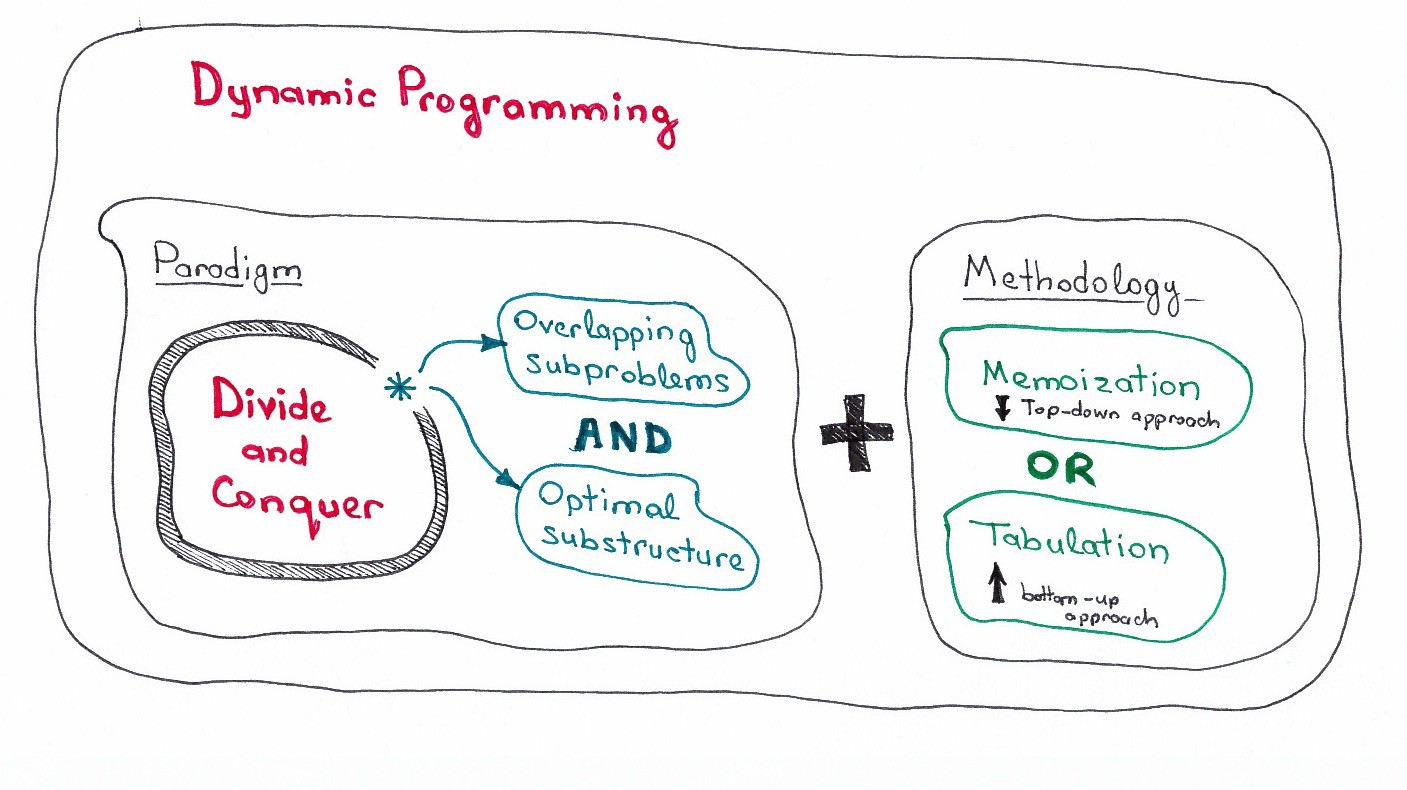 Dynamic Programming
Paradigm
Divide
and
Conquer
*
Overlapping
subproblems
AND
Optimal
substructure
+
Methodology
Memoization
Top-down approach
OR
Tabulation
bottom-up
approach